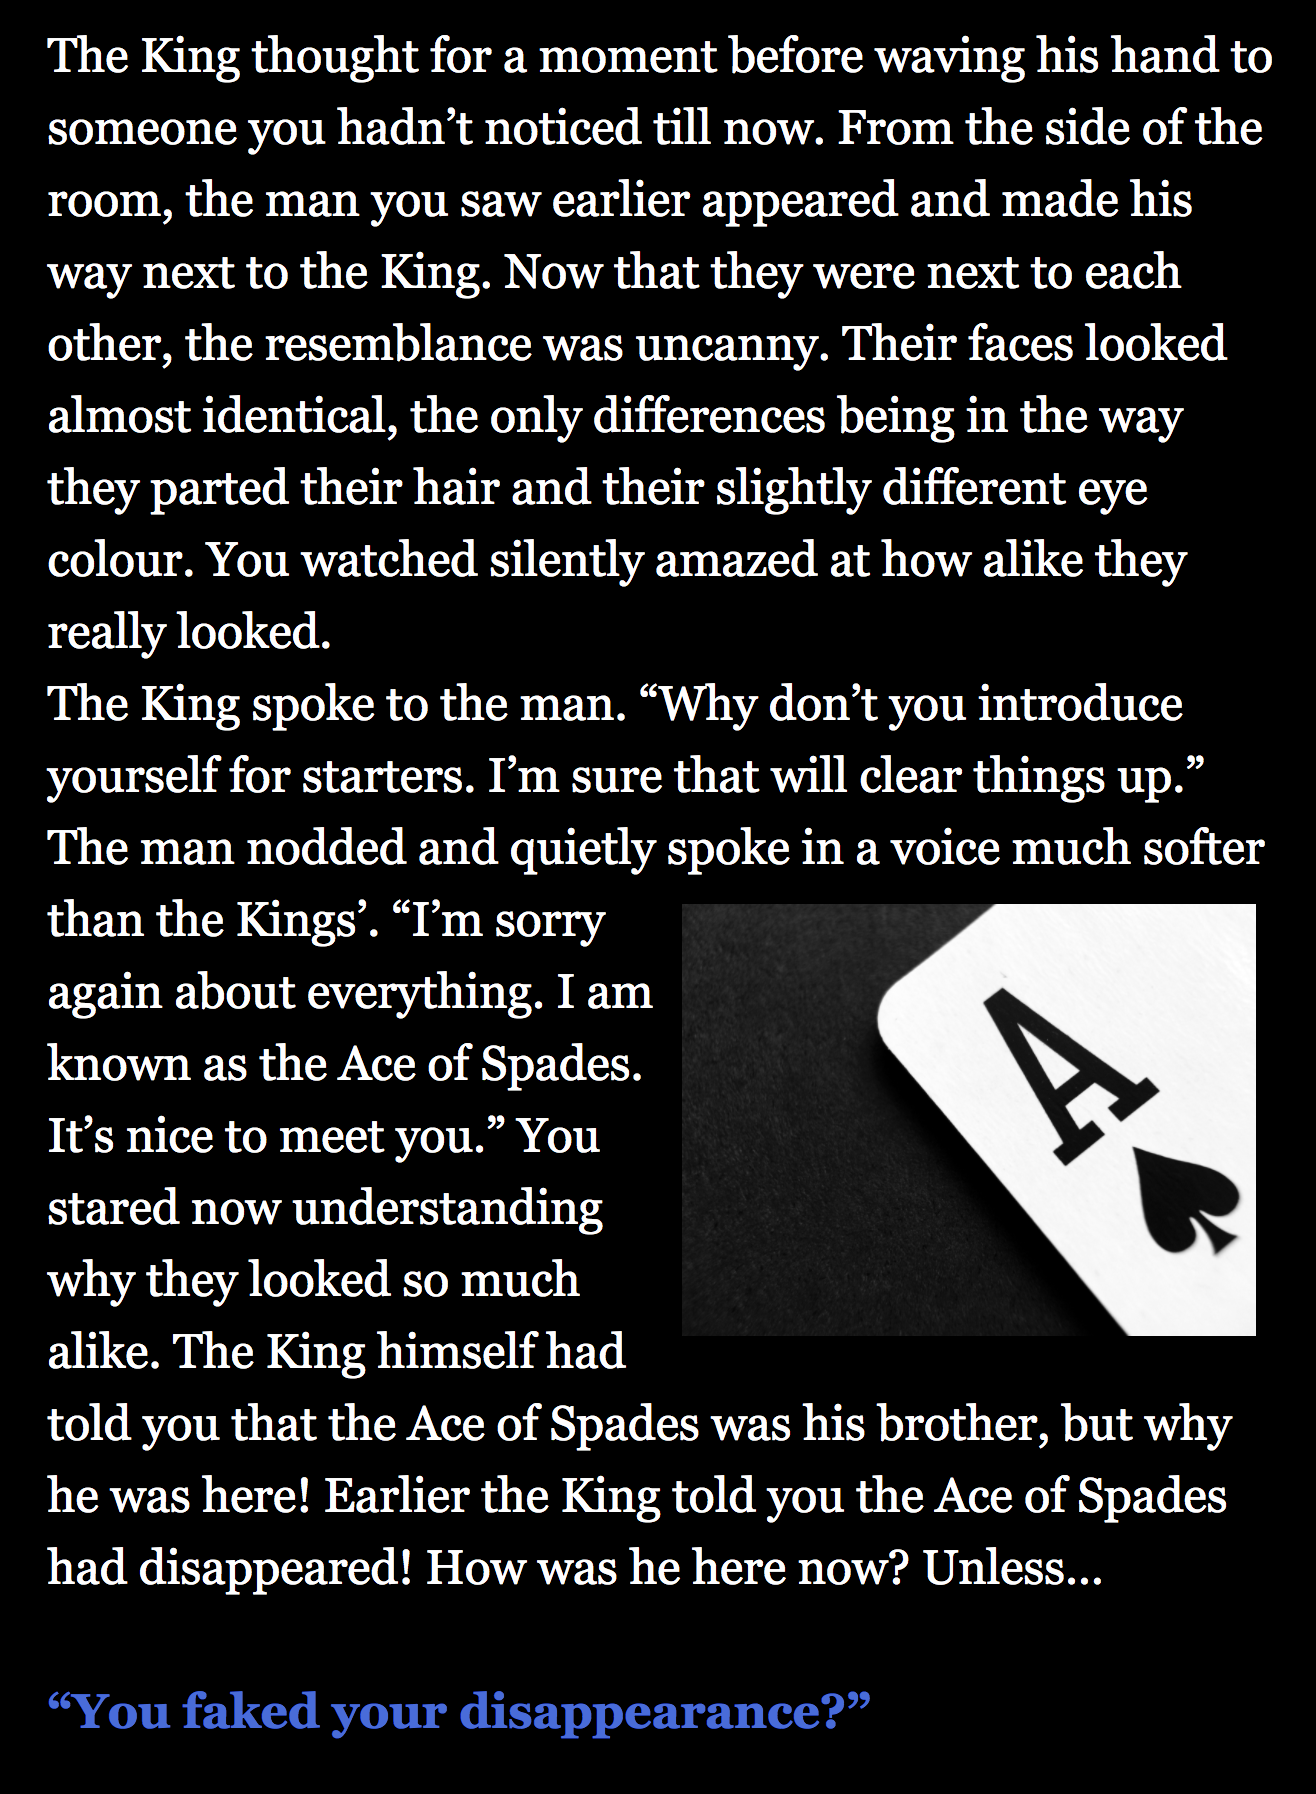 The King thought for a moment before waving his hand to
someone you hadn’t noticed till now. From the side of the
room, the man you saw earlier appeared and made his
way next to the King. Now that they were next to each
other, the resemblance was uncanny. Their faces looked
almost identical, the only differences being in the way
they parted their hair and their slightly different eye
colour. You watched silently amazed at how alike they
really looked.
The King spoke to the man. “Why don’t you introduce
yourself for starters. I’m sure that will clear things up.”
The man nodded and quietly spoke in a voice much softer
than the Kings’. “I’m sorry
again about everything. I am
known as the Ace of Spades.
It’s nice to meet you.” You
stared now understanding
why they looked so much
alike. The King himself had
told you that the Ace of Spades was his brother, but why
he was here! Earlier the King told you the Ace of Spades
had disappeared! How was he here now? Unless...
“You faked your disappearance?”
A